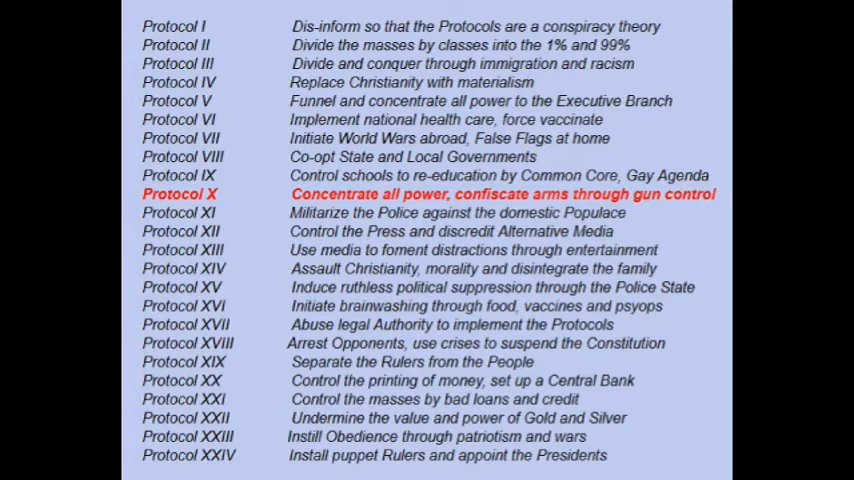 Protocol I Dis-inform so that the Protocols are a conspiracy theory
Protocol II Divide the masses by classes into the 1% and 99%
Protocol III Divide and conquer through immigration and racism
Protocol IV Replace Christianity with materialism
Protocol V Funnel and concentrate all power to the Executive Branch
Protocol VI Implement national health care, force vaccinate
Protocol VII Initiate World Wars abroad, False Flags at home
Protocol VIII Co-opt State and Local Governments
Protocol IX Control schools to re-education by Common Core, Gay Agenda
Protocol X Concentrate all power, confiscate arms through gun control
Protocol XI Militarize the Police against the domestic Populace
Protocol XII Control the Press and discredit Alternative Media
Protocol XIII Use media to foment distractions through entertainment
Protocol XIV Assault Christianity, morality and disintegrate the family
Protocol XV Induce ruthless political suppression through the Police State
Protocol XVI Initiate brainwashing through food, vaccines and psyops
Protocol XVII Abuse legal Authority to implement the Protocols
Protocol XVIII Arrest Opponents, use crises to suspend the Constitution
Protocol XIX Separate the Rulers from the People
Protocol XX Control the printing of money, set up a Central Bank
Protocol XXI Control the masses by bad loans and credit
Protocol XXII Undermine the value and power of Gold and Silver
Protocol XXIII Instill Obedience through patriotism and wars
Protocol XXIV Install puppet Rulers and appoint the Presidents